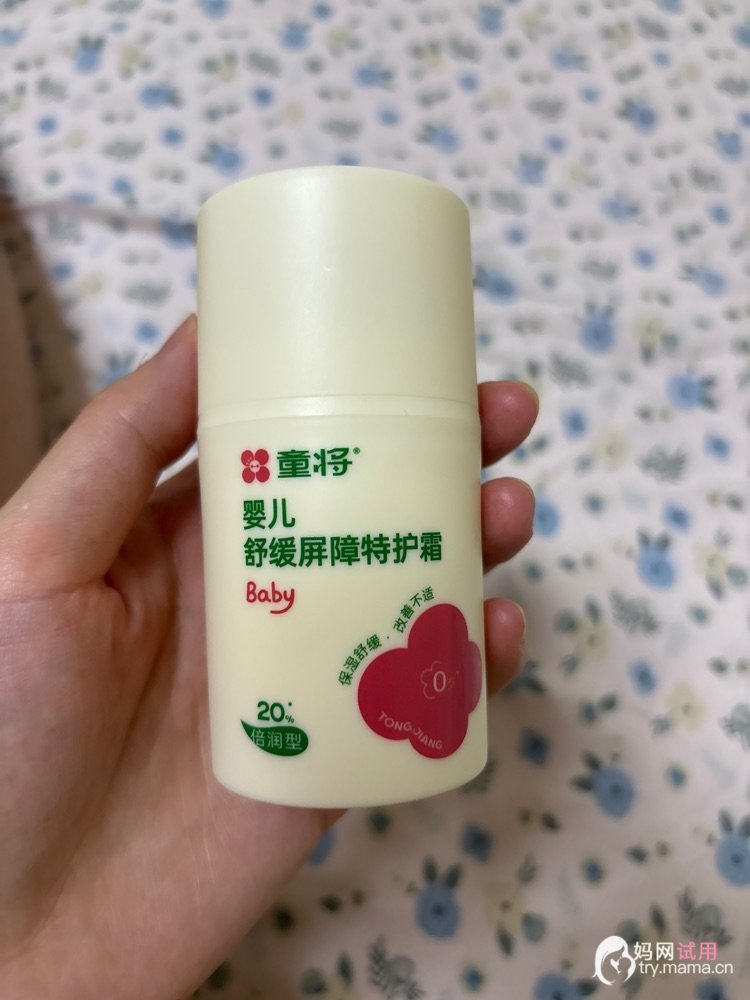 童将®
婴儿
舒缓屏障特护霜
Baby
保湿舒缓·改善不适
TONG JIANG
20*%
倍润型
妈网试用
try.mama.cn